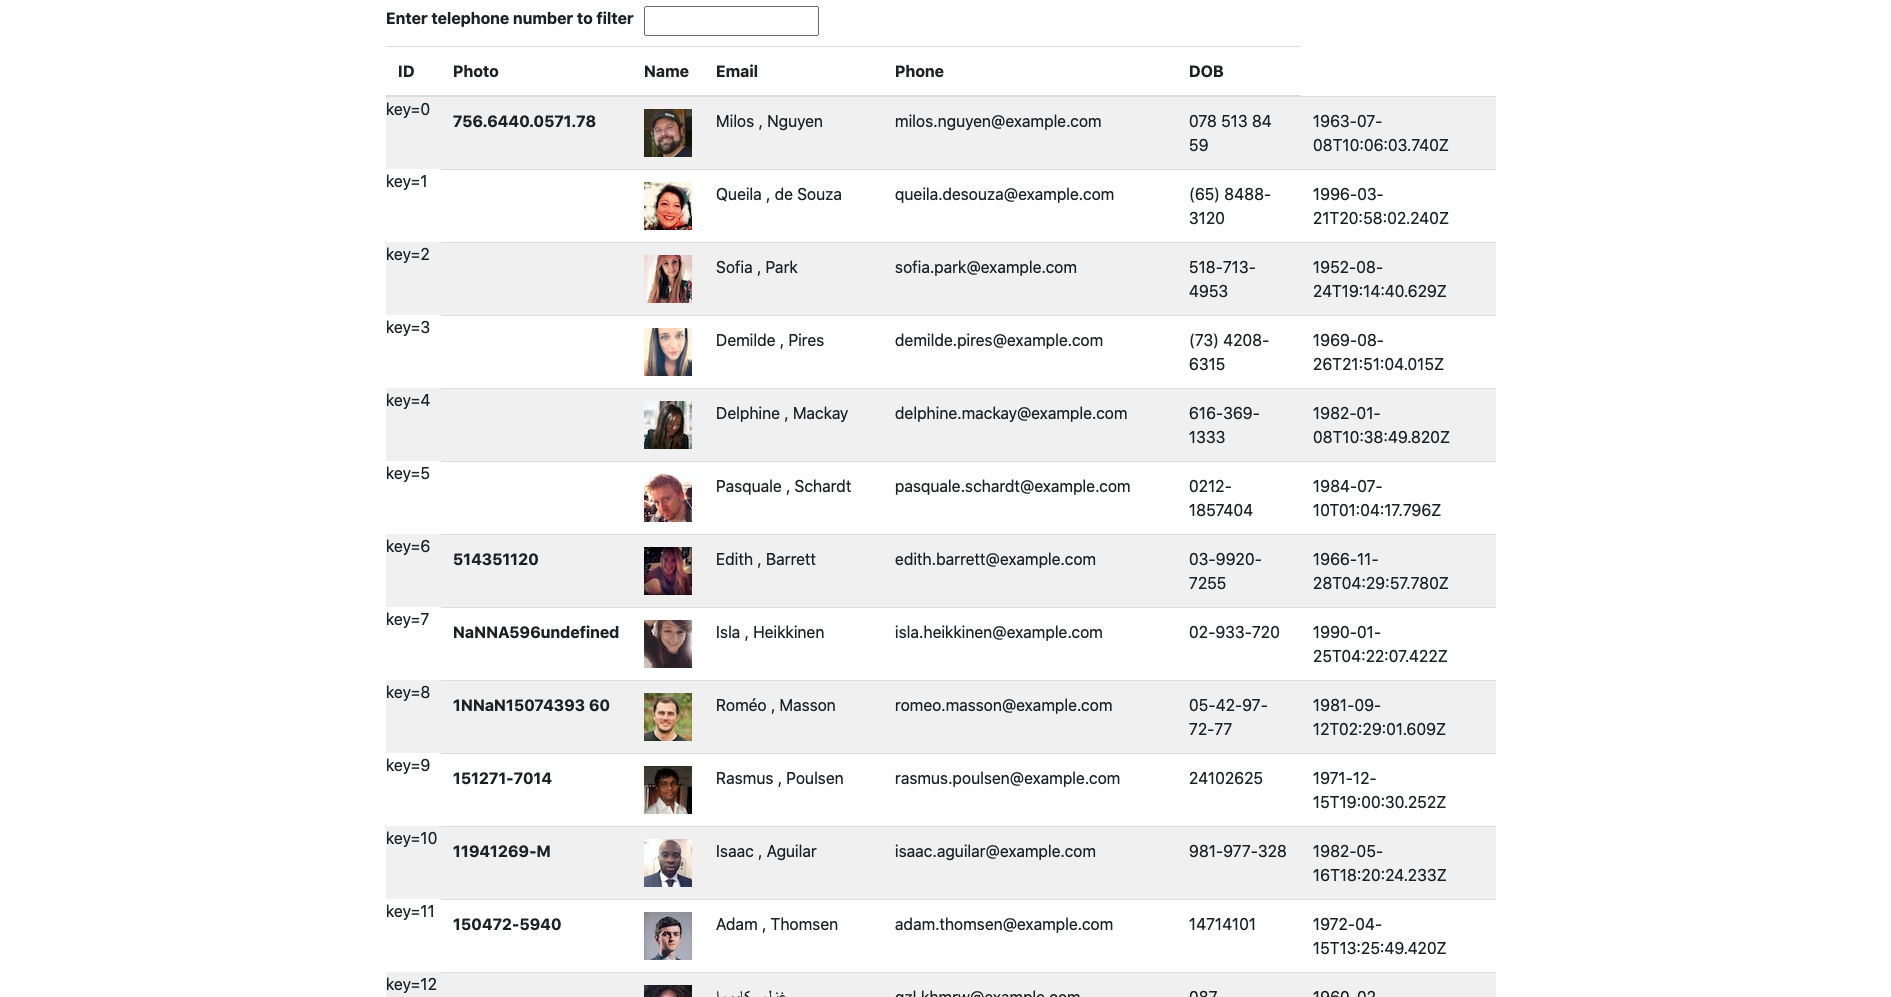 Enter telephone number to filter
ID Photo Name Email Phone DOB
key=0 756.6440.0571.78 Milos , Nguyen milos.nguyen@example.com 078 513 84 1963-07-
59 08T10:06:03.740Z
key=1 Queila , de Souza queila.desouza@example.com (65) 8488- 1996-03-
3120 21T20:58:02.240Z
key=2 Sofia , Park sofia.park@example.com 518-713- 1952-08-
4953 24T19:14:40.629Z
key=3 Demilde , Pires demilde.pires@example.com (73) 4208- 1969-08-
6315 26T21:51:04.015Z
key=4 Delphine , Mackay delphine.mackay@example.com 616-369- 1982-01-
1333 08T10:38:49.820Z
key=5 Pasquale , Schardt pasquale.schardt@example.com 0212- 1984-07-
1857404 10T01:04:17.796Z
key=6 514351120 Edith , Barrett edith.barrett@example.com 03-9920- 1966-11-
7255 28T04:29:57.780Z
key=7 NaNNA596undefined Isla , Heikkinen isla.heikkinen@example.com 02-933-720 1990-01-
25T04:22:07.422Z
key=8 1NNaN15074393 60 Roméo , Masson romeo.masson@example.com 05-42-97- 1981-09-
72-77 12T02:29:01.609Z
key=9 151271-7014 Rasmus , Poulsen rasmus.poulsen@example.com 24102625 1971-12-
15T19:00:30.252Z
key=10 11941269-M Isaac , Aguilar isaac.aguilar@example.com 981-977-328 1982-05-
16T18:20:24.233Z
key=11 150472-5940 Adam , Thomsen adam.thomsen@example.com 14714101 1972-04-
15T13:25:49.420Z
key=12 gzl.khmrw@example.com 087- 1960-02-